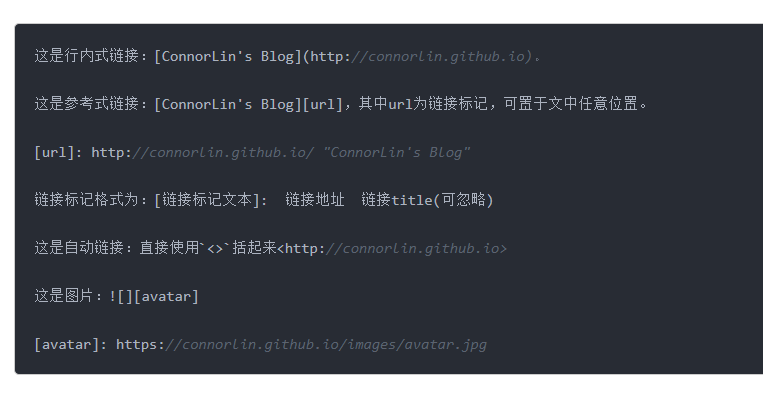 这是行内式链接：[ConnorLin's Blog](http://connorlin.github.io).
这是参考式链接：[ConnorLin's Blog][url]，其中url为链接标记，可置于文中任意位置。
[url]: http://connorlin.github.io/ "ConnorLin's Blog"
链接标记格式为：[链接标记文本]:  链接地址  链接title(可忽略)
这是自动链接：直接使用`<>`括起来<http://connorlin.github.io>
这是图片：![][avatar]
[avatar]: https://connorlin.github.io/images/avatar.jpg